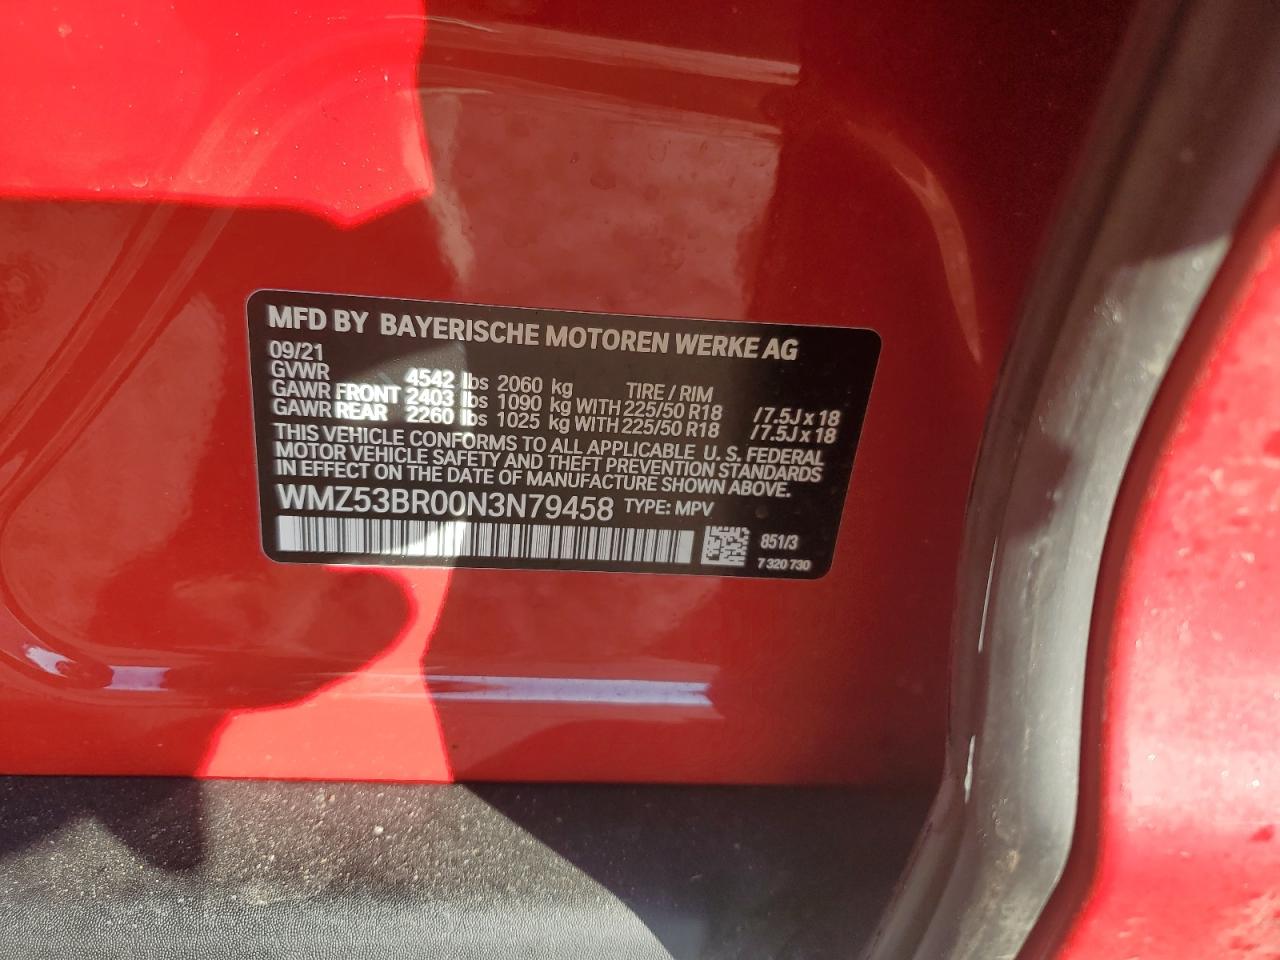 MFD BY BAYERISCHE MOTOREN WERKE AG
09/21
GVWR 4542 lbs 2060 kg TIRE / RIM
GAWR FRONT 2403 lbs 1090 kg WITH 225/50 R18 /7.5J x 18
GAWR REAR 2260 lbs 1025 kg WITH 225/50 R18 /7.5J x 18
THIS VEHICLE CONFORMS TO ALL APPLICABLE U. S. FEDERAL
MOTOR VEHICLE SAFETY AND THEFT PREVENTION STANDARDS
IN EFFECT ON THE DATE OF MANUFACTURE SHOWN ABOVE.
WMZ53BR00N3N79458 TYPE: MPV
851/3
7 320 730